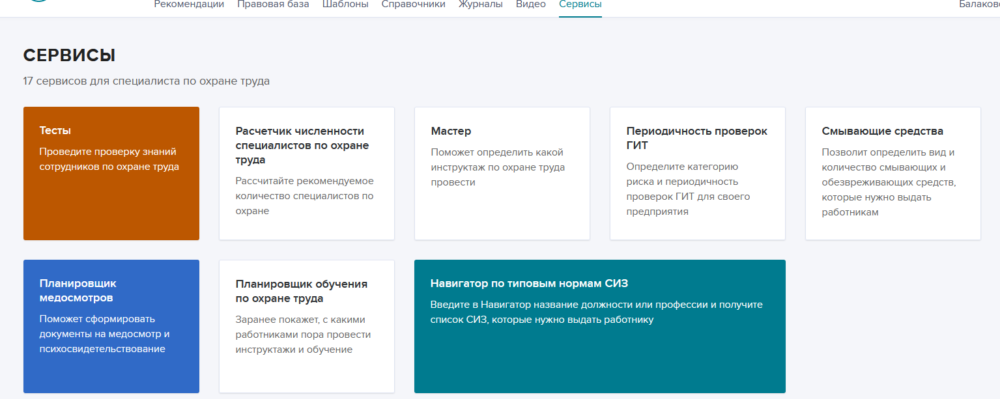 Рекомендации Правовая база Шаблоны Справочники Журналы Видео Сервисы
СЕРВИСЫ
17 сервисов для специалиста по охране труда
Тесты
Проведите проверку знаний
сотрудников по охране труда
Расчетчик численности
специалистов по охране
труда
Рассчитайте рекомендуемое
количество специалистов по
охране
Мастер
Поможет определить какой
инструктаж по охране труда
провести
Периодичность проверок
ГИТ
Определите категорию
риска и периодичность
проверок ГИТ для своего
предприятия
Смывающие средства
Позволит определить вид и
количество смывающих и
обезвреживающих средств,
которые нужно выдать
работникам
Планировщик
медосмотров
Поможет сформировать
документы на медосмотр и
психосвидетельствование
Планировщик обучения
по охране труда
Заранее покажет, с какими
работниками пора провести
инструктажи и обучение
Навигатор по типовым нормам СИЗ
Введите в Навигатор название должности или профессии и получите
список СИЗ, которые нужно выдать работнику